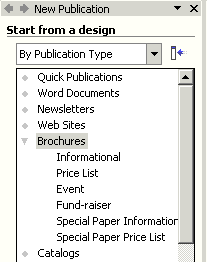 New Publication
Start from a design
By Publication Type
Quick Publications
Word Documents
Newsletters
Web Sites
Brochures
Informational
Price List
Event
Fund-raiser
Special Paper Information
Special Paper Price List
Catalogs